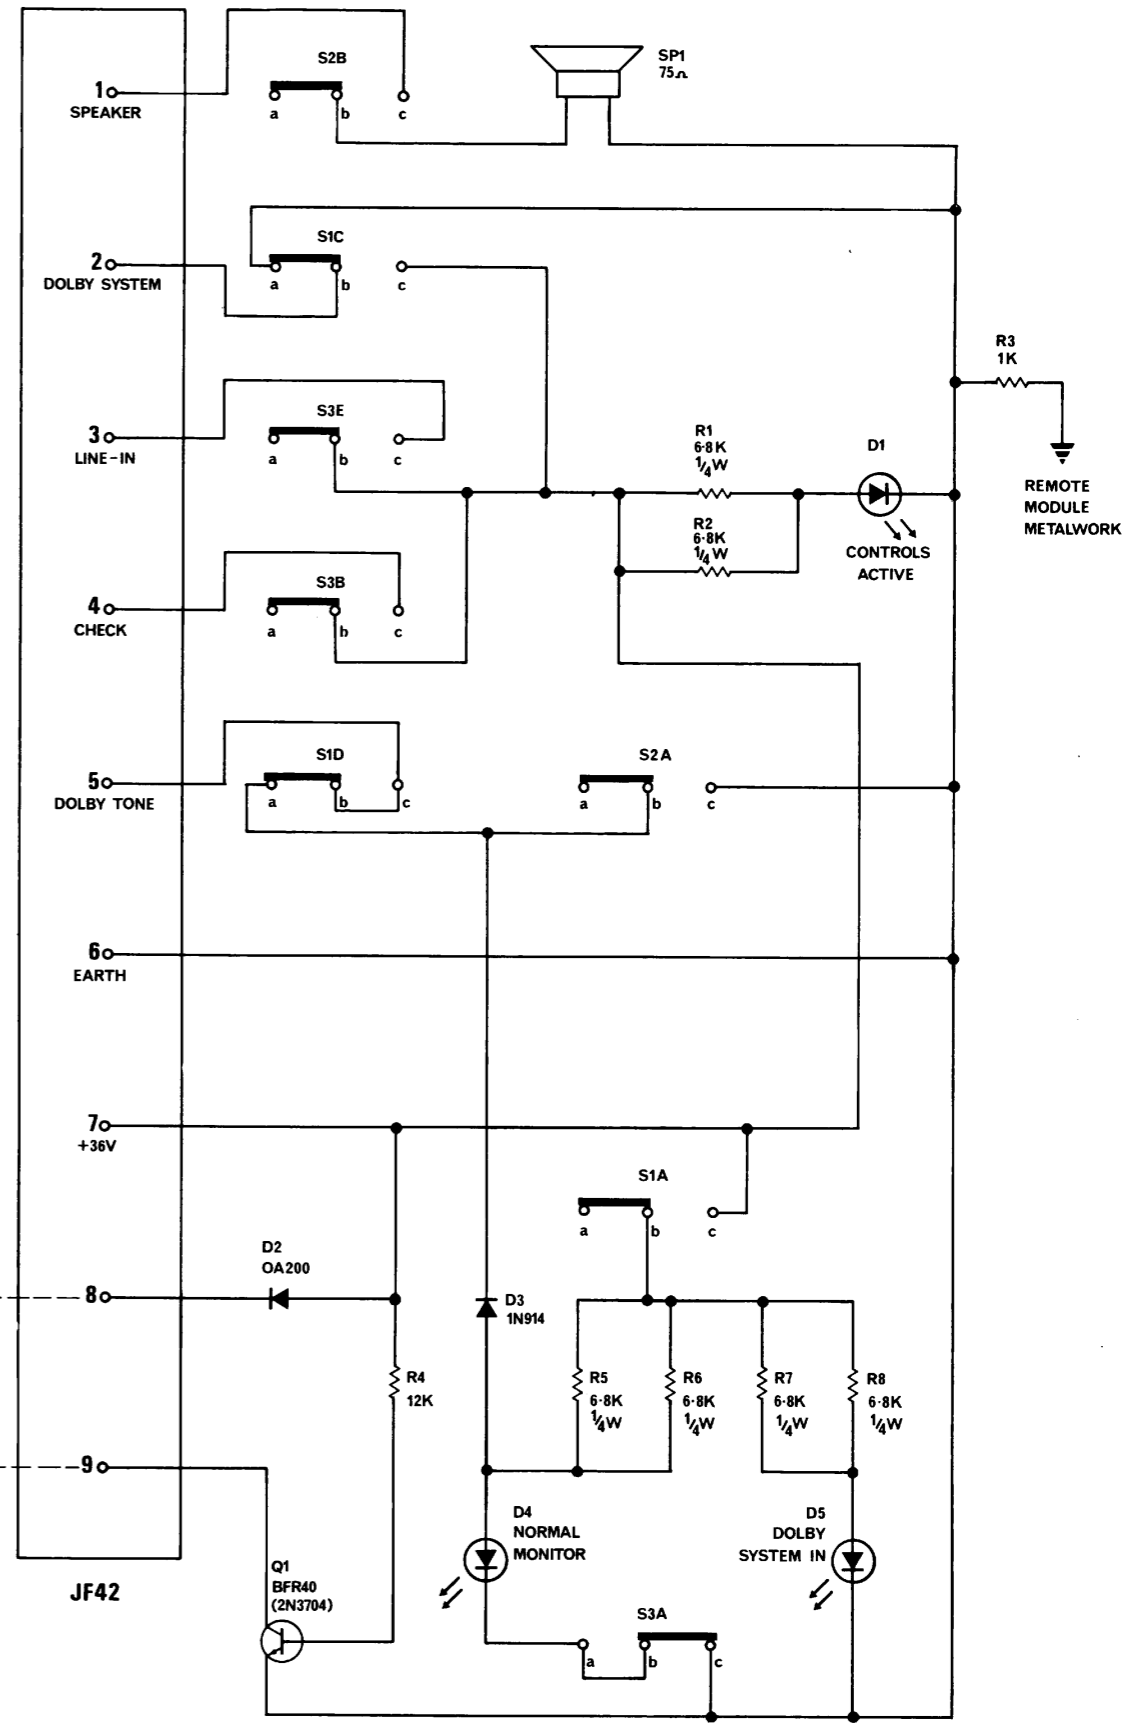 S2B
SP1
75Ω
1
SPEAKER
a
b
c
S1C
2
DOLBY SYSTEM
a
b
c
R3
1K
S3E
3
LINE-IN
a
b
c
R1
6·8K
1/4W
D1
REMOTE
MODULE
METALWORK
R2
6·8K
1/4W
CONTROLS
ACTIVE
S3B
4
CHECK
a
b
c
S1D
S2A
5
DOLBY TONE
a
b
c
a
b
c
6
EARTH
7
+36V
S1A
a
b
c
D2
OA200
8
D3
1N914
R4
12K
R5
6·8K
1/4W
R6
6·8K
1/4W
R7
6·8K
1/4W
R8
6·8K
1/4W
9
D4
NORMAL
MONITOR
D5
DOLBY
SYSTEM IN
JF42
Q1
BFR40
(2N3704)
S3A
a
b
c